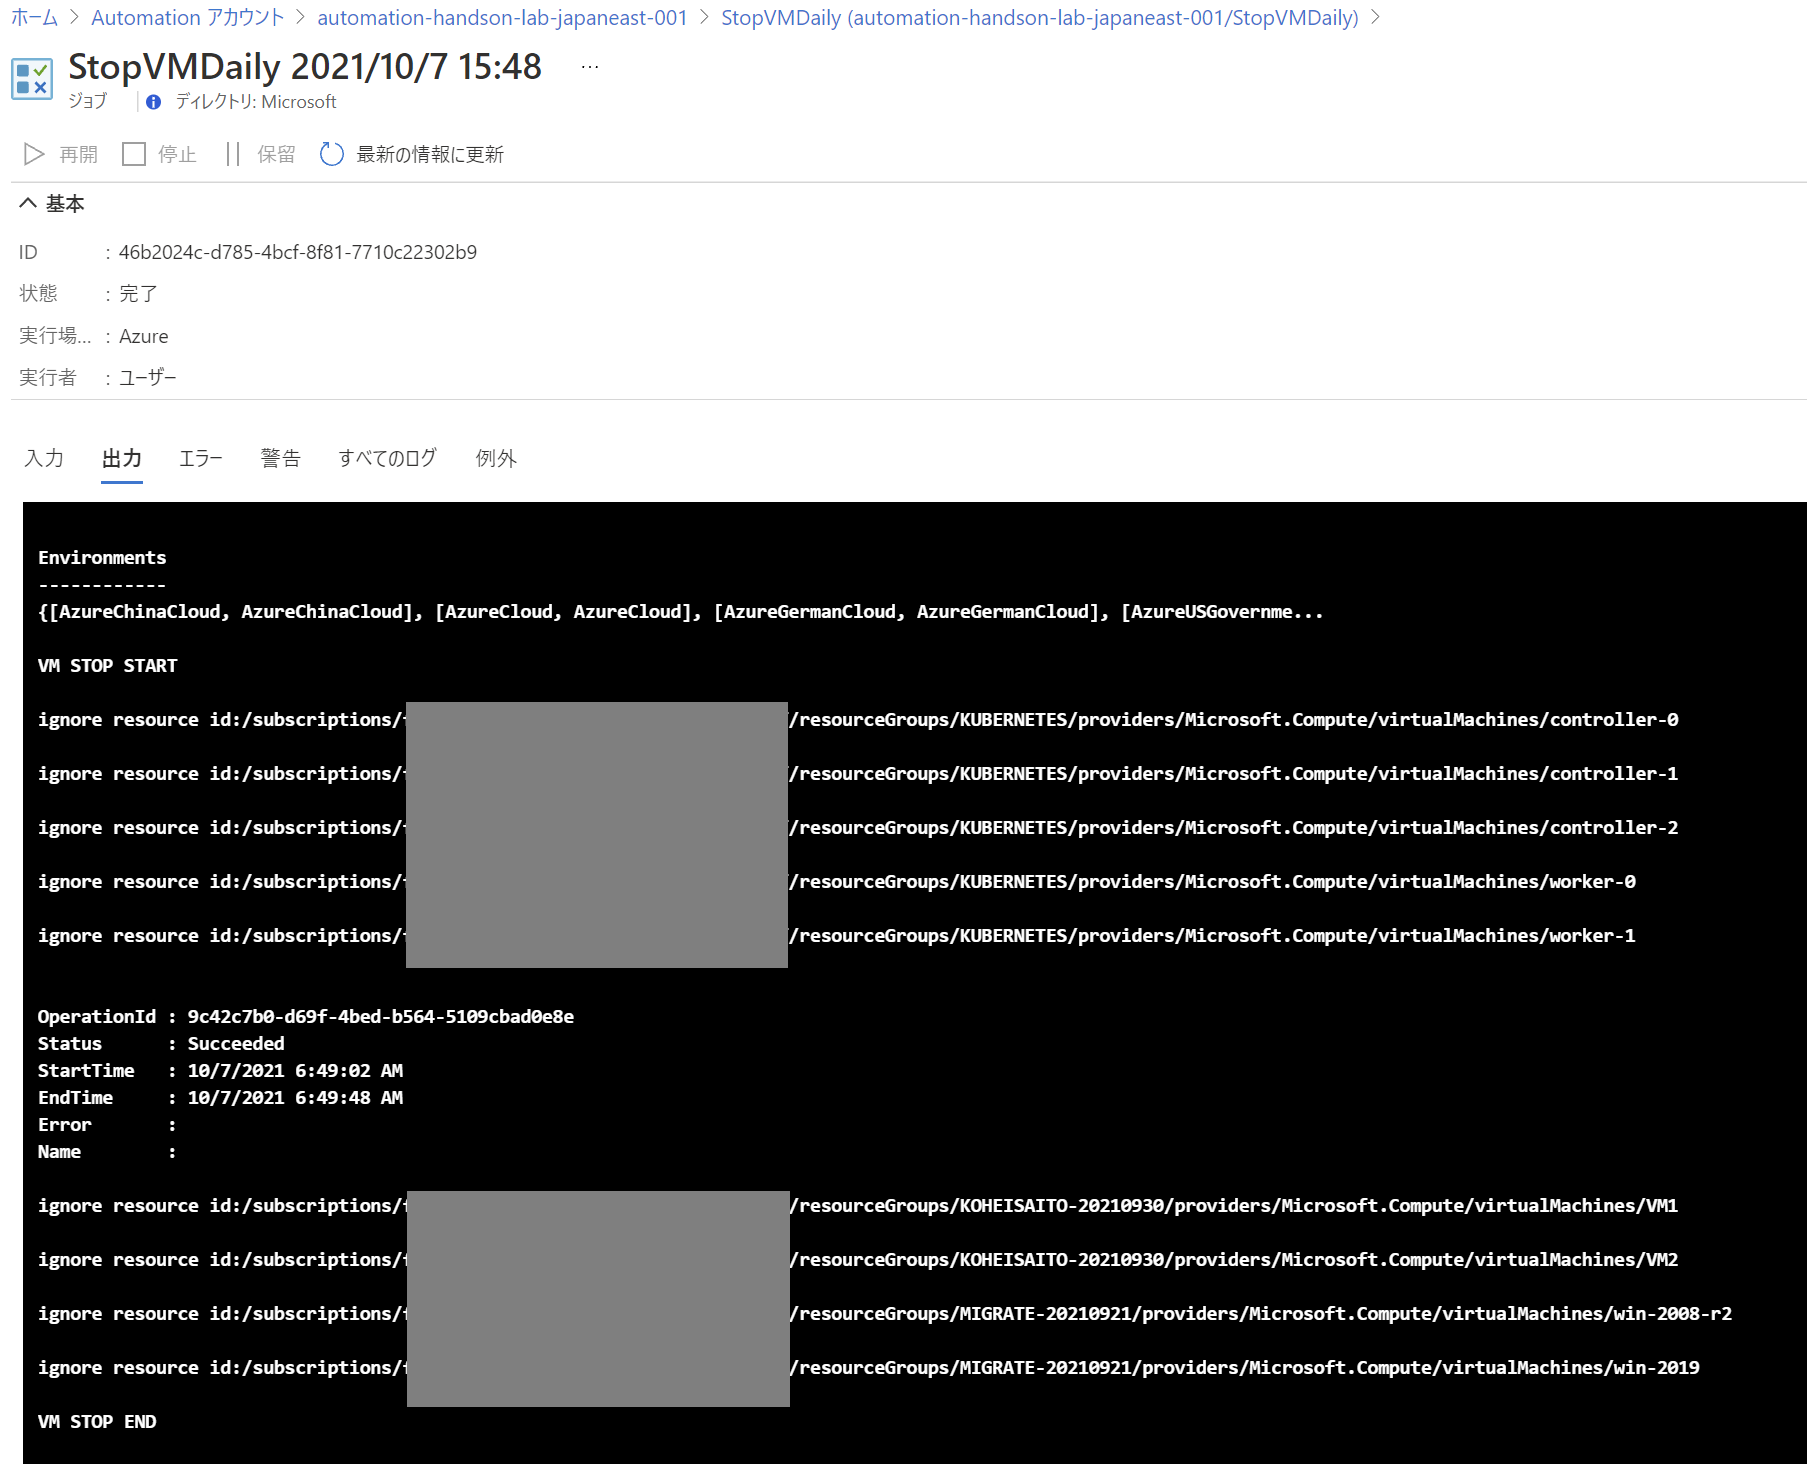 ホーム > Automation アカウント > automation-handson-lab-japaneast-001 > StopVMDaily (automation-handson-lab-japaneast-001/StopVMDaily) >
StopVMDaily 2021/10/7 15:48 ...
ジョブ ディレクトリ: Microsoft
再開 停止 保留 最新の情報に更新
基本
ID : 46b2024c-d785-4bcf-8f81-7710c22302b9
状態 : 完了
実行場... : Azure
実行者 : ユーザー
入力 出力 エラー 警告 すべてのログ 例外
Environments
------------
{[AzureChinaCloud, AzureChinaCloud], [AzureCloud, AzureCloud], [AzureGermanCloud, AzureGermanCloud], [AzureUSGovernme...
VM STOP START
ignore resource id:/subscriptions/ /resourceGroups/KUBERNETES/providers/Microsoft.Compute/virtualMachines/controller-0
ignore resource id:/subscriptions/ /resourceGroups/KUBERNETES/providers/Microsoft.Compute/virtualMachines/controller-1
ignore resource id:/subscriptions/ /resourceGroups/KUBERNETES/providers/Microsoft.Compute/virtualMachines/controller-2
ignore resource id:/subscriptions/ /resourceGroups/KUBERNETES/providers/Microsoft.Compute/virtualMachines/worker-0
ignore resource id:/subscriptions/ /resourceGroups/KUBERNETES/providers/Microsoft.Compute/virtualMachines/worker-1
OperationId : 9c42c7b0-d69f-4bed-b564-5109cbad0e8e
Status : Succeeded
StartTime : 10/7/2021 6:49:02 AM
EndTime : 10/7/2021 6:49:48 AM
Error :
Name :
ignore resource id:/subscriptions/ /resourceGroups/KOHEISAITO-20210930/providers/Microsoft.Compute/virtualMachines/VM1
ignore resource id:/subscriptions/ /resourceGroups/KOHEISAITO-20210930/providers/Microsoft.Compute/virtualMachines/VM2
ignore resource id:/subscriptions/ /resourceGroups/MIGRATE-20210921/providers/Microsoft.Compute/virtualMachines/win-2008-r2
ignore resource id:/subscriptions/ /resourceGroups/MIGRATE-20210921/providers/Microsoft.Compute/virtualMachines/win-2019
VM STOP END